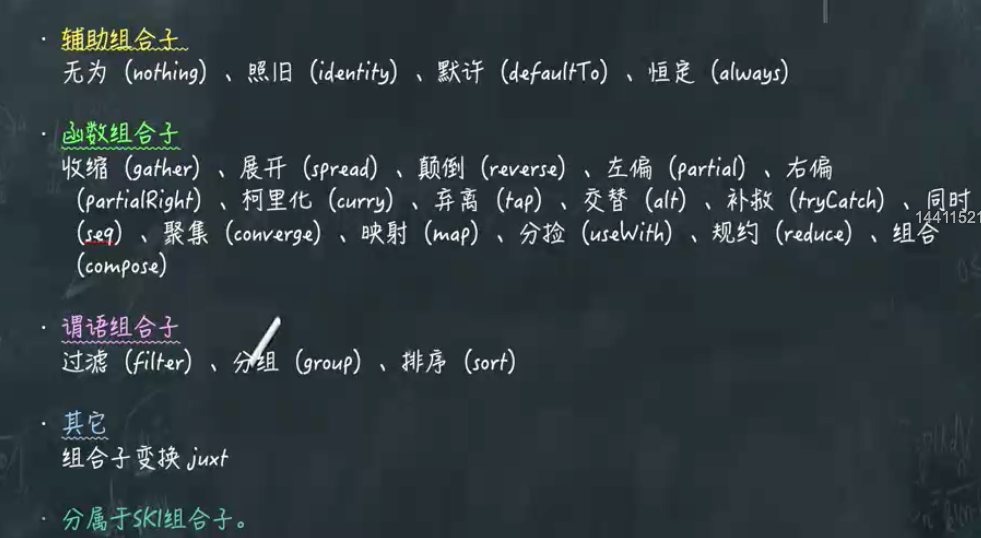 · 辅助组合子
无为（nothing）、照旧（identity）、默许（defaultTo）、恒定（always）
· 函数组合子
收缩（gather）、展开（spread）、颠倒（reverse）、左偏（partial）、右偏
（partialRight）、柯里化（curry）、弃离（tap）、交替（alt）、补救（tryCatch）、同时
14411521
（seq）、聚集（converge）、映射（map）、分捡（useWith）、规约（reduce）、组合
（compose）
· 谓语组合子
过滤（filter）、分组（group）、排序（sort）
· 其它
组合子变换 juxt
· 分属于SKI组合子。